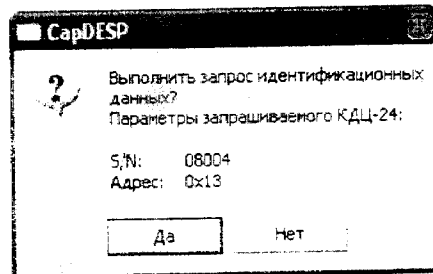 CapDESP
Выполнить запрос идентификационных
данных?
Параметры запрашиваемого КДЦ-24:
S/N: 08004
Адрес: 0x13
Да
Нет